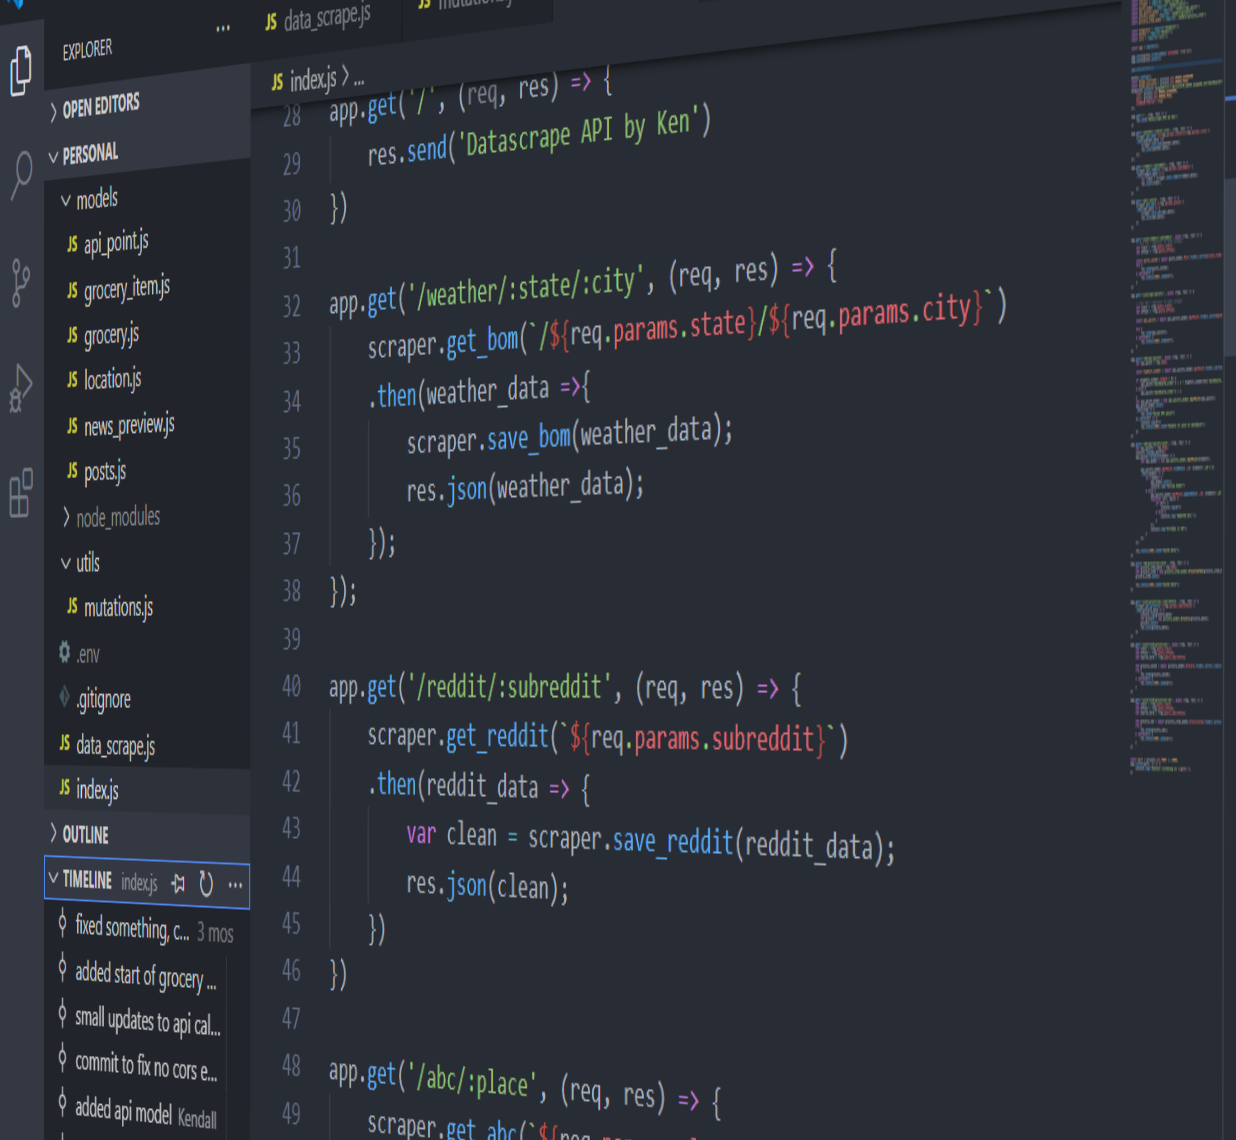 EXPLORER
...
OPEN EDITORS
PERSONAL
models
JS api_point.js
JS grocery_item.js
JS grocery.js
JS location.js
JS news_preview.js
JS posts.js
node_modules
utils
JS mutations.js
.env
.gitignore
JS data_scrape.js
JS index.js
OUTLINE
TIMELINE index.js ...
fixed something, c... 3 mos
added start of grocery ...
small updates to api cal...
commit to fix no cors e...
added api model Kendall
JS data_scrape.js
JS
JS index.js > ...
28 app.get('/', (req, res) => {
29 res.send('Datascrape API by Ken')
30 })
31
32 app.get('/weather/:state/:city', (req, res) => {
33 scraper.get_bom(`/${req.params.state}/${req.params.city}`)
34 .then(weather_data =>{
35 scraper.save_bom(weather_data);
36 res.json(weather_data);
37 });
38 });
39
40 app.get('/reddit/:subreddit', (req, res) => {
41 scraper.get_reddit(`${req.params.subreddit}`)
42 .then(reddit_data => {
43 var clean = scraper.save_reddit(reddit_data);
44 res.json(clean);
45 })
46 })
47
48 app.get('/abc/:place', (req, res) => {
49 scraper.get_abc(`${req